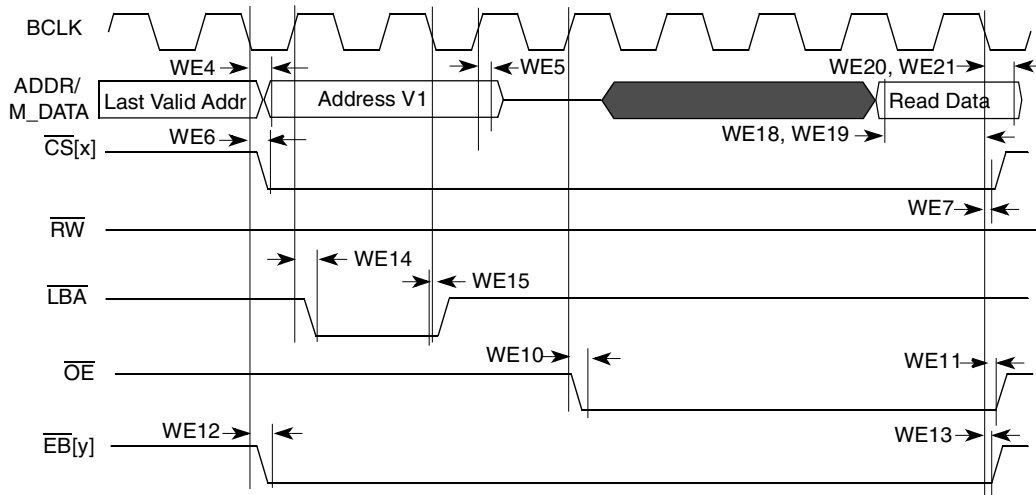 BCLK
WE4
WE5
WE20, WE21
ADDR/
M_DATA
Last Valid Addr
Address V1
Read Data
WE6
WE18, WE19
CS[x]
WE7
RW
WE14
WE15
LBA
WE10
WE11
OE
WE12
WE13
EB[y]